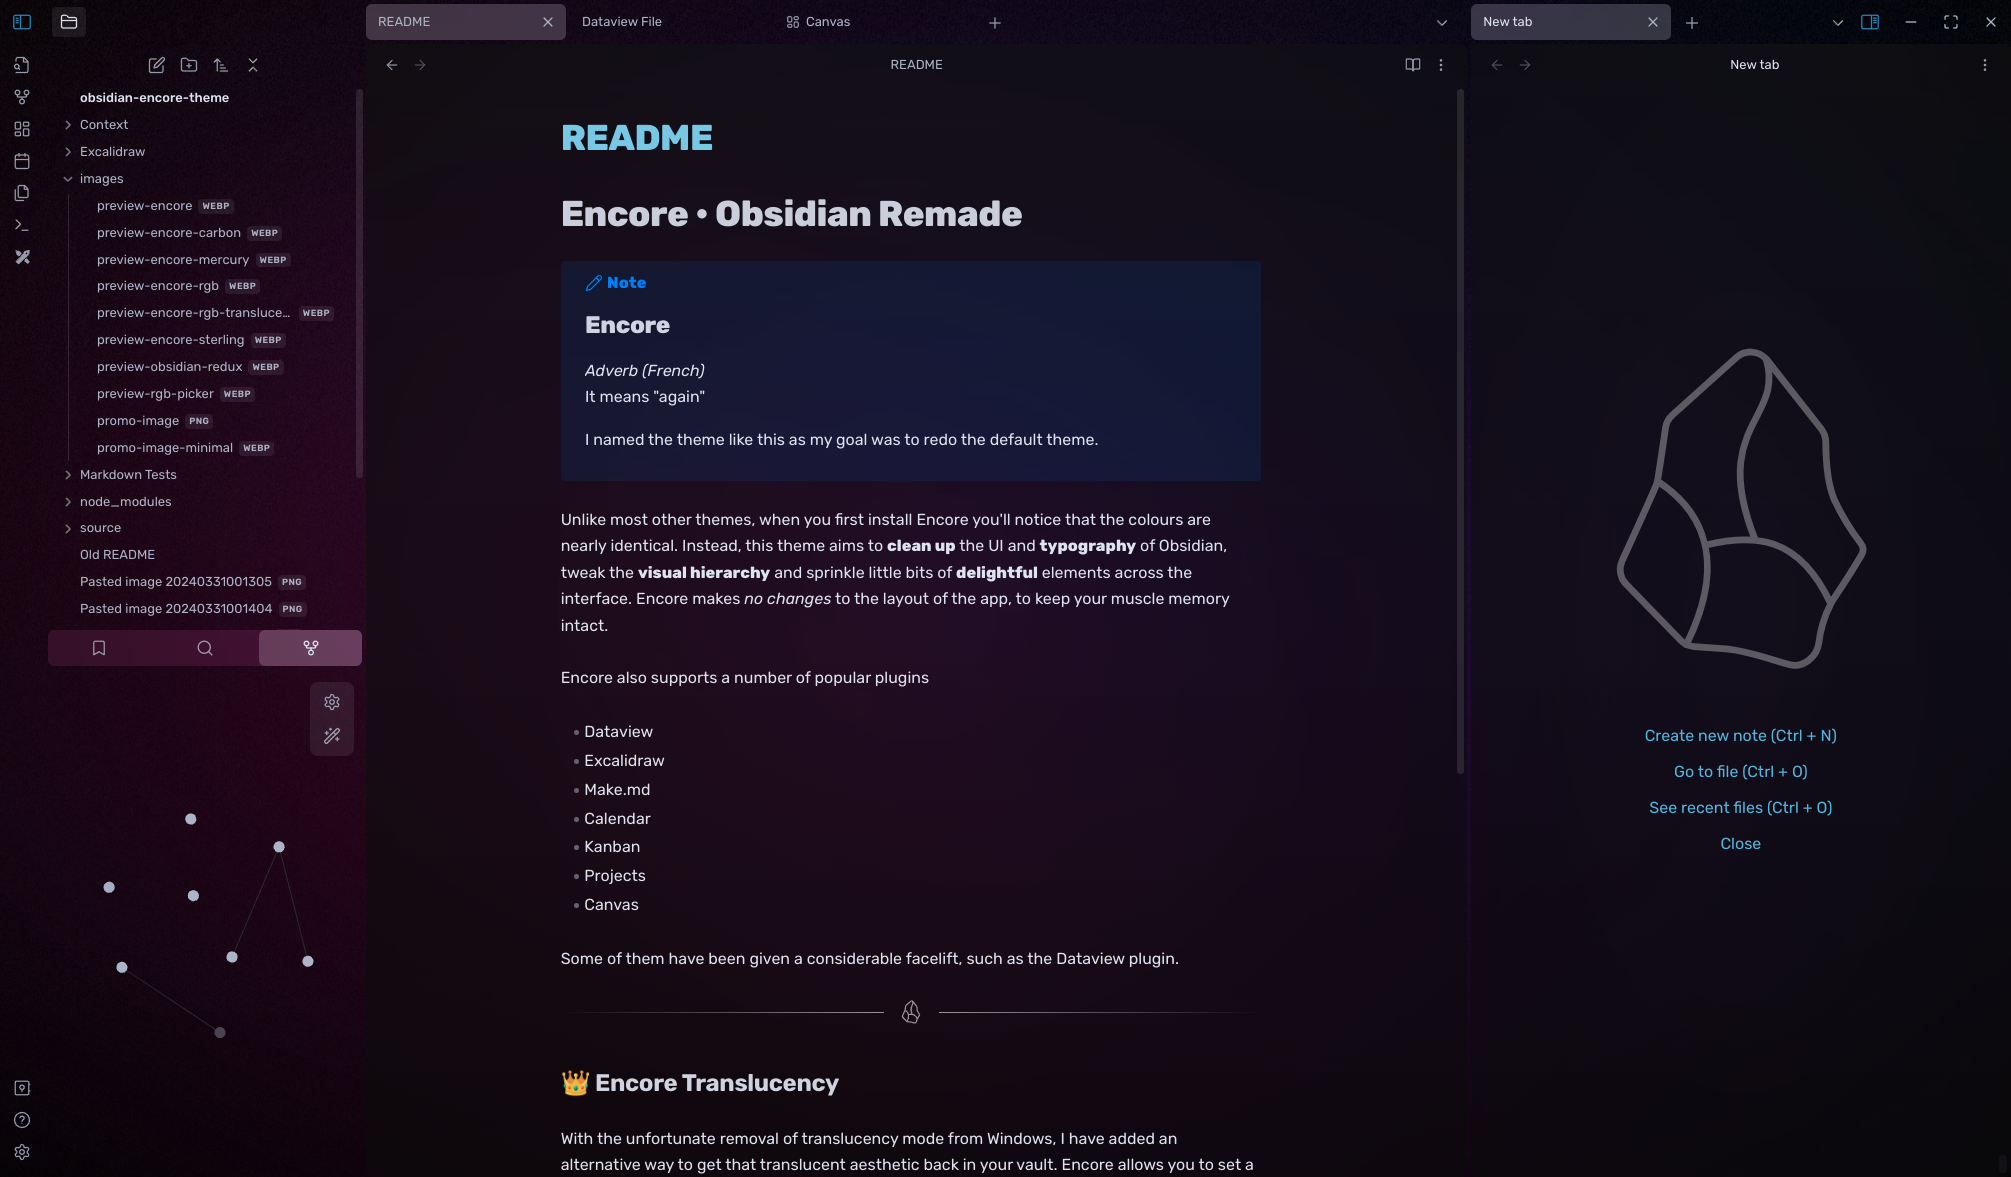 README
Dataview File
Canvas
New tab
README
New tab
obsidian-encore-theme
Context
Excalidraw
images
preview-encore WEBP
preview-encore-carbon WEBP
preview-encore-mercury WEBP
preview-encore-rgb WEBP
preview-encore-rgb-transluce... WEBP
preview-encore-sterling WEBP
preview-obsidian-redux WEBP
preview-rgb-picker WEBP
promo-image PNG
promo-image-minimal WEBP
Markdown Tests
node_modules
source
Old README
Pasted image 20240331001305 PNG
Pasted image 20240331001404 PNG
README
Encore • Obsidian Remade
Note
Encore
Adverb (French)
It means "again"
I named the theme like this as my goal was to redo the default theme.
Unlike most other themes, when you first install Encore you'll notice that the colours are
nearly identical. Instead, this theme aims to clean up the UI and typography of Obsidian,
tweak the visual hierarchy and sprinkle little bits of delightful elements across the
interface. Encore makes no changes to the layout of the app, to keep your muscle memory
intact.
Encore also supports a number of popular plugins
• Dataview
• Excalidraw
• Make.md
• Calendar
• Kanban
• Projects
• Canvas
Some of them have been given a considerable facelift, such as the Dataview plugin.
👑 Encore Translucency
With the unfortunate removal of translucency mode from Windows, I have added an
alternative way to get that translucent aesthetic back in your vault. Encore allows you to set a
Create new note (Ctrl + N)
Go to file (Ctrl + O)
See recent files (Ctrl + O)
Close